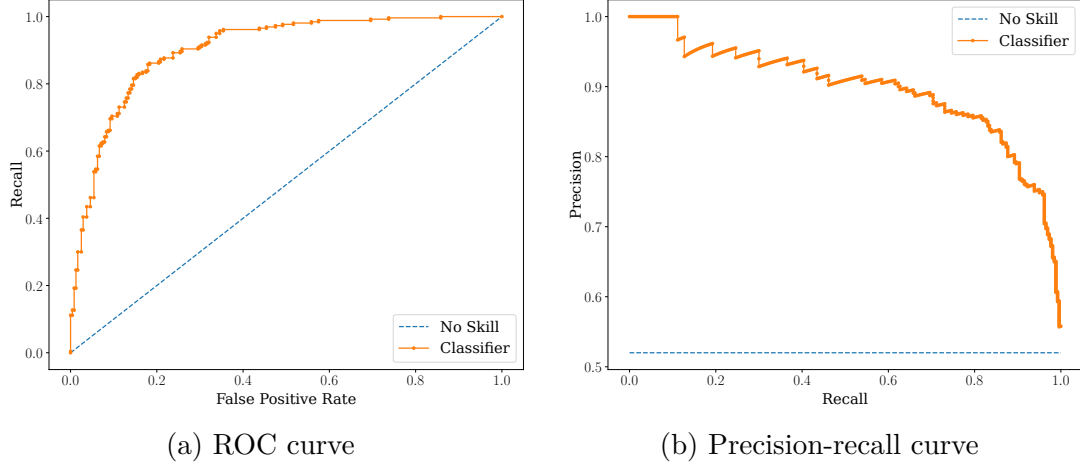 1.0
0.8
0.6
0.4
0.2
0.0
Recall
0.0 0.2 0.4 0.6 0.8 1.0
False Positive Rate
No Skill
Classifier
(a) ROC curve
1.0
0.9
0.8
0.7
0.6
0.5
Precision
0.0 0.2 0.4 0.6 0.8 1.0
Recall
No Skill
Classifier
(b) Precision-recall curve